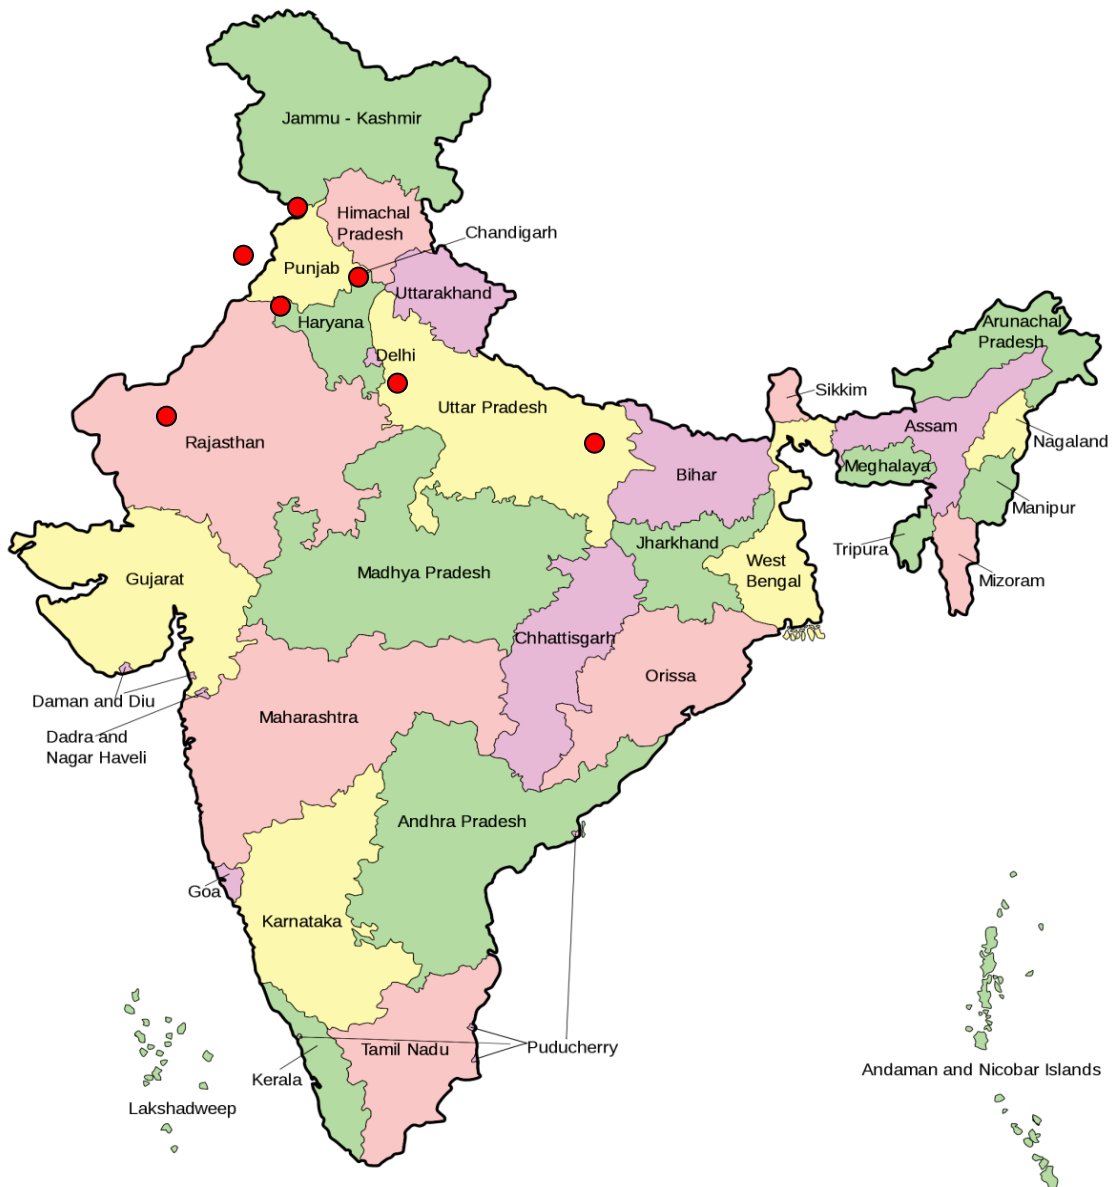 Jammu - Kashmir
Himachal
Pradesh
Chandigarh
Punjab
Uttarakhand
Haryana
Delhi
Arunachal
Pradesh
Sikkim
Uttar Pradesh
Rajasthan
Assam
Nagaland
Meghalaya
Bihar
Manipur
Jharkhand
Tripura
West
Bengal
Madhya Pradesh
Gujarat
Mizoram
Chhattisgarh
Orissa
Daman and Diu
Maharashtra
Dadra and
Nagar Haveli
Andhra Pradesh
Goa
Karnataka
Puducherry
Tamil Nadu
Kerala
Andaman and Nicobar Islands
Lakshadweep